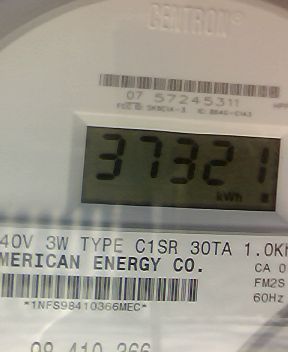 CENTRON®
07 57245311
37321
kWh
40V 3W TYPE C1SR 30TA 1.0K
MERICAN ENERGY CO.
CA 0
FM2S
60Hz
*1NFS98410366MEC*
98 410 366